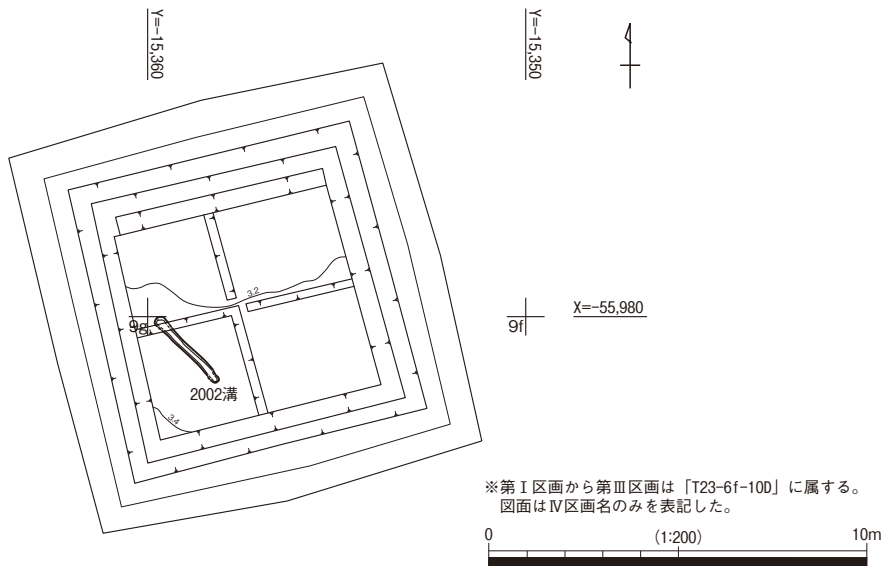 Y=-15,360
Y=-15,350
3.2
9g
9f
X=-55,980
2002溝
3.4
※第Ⅰ区画から第Ⅲ区画は「T23-6f-10D」に属する。
図面はⅣ区画名のみを表記した。
0
(1:200)
10m